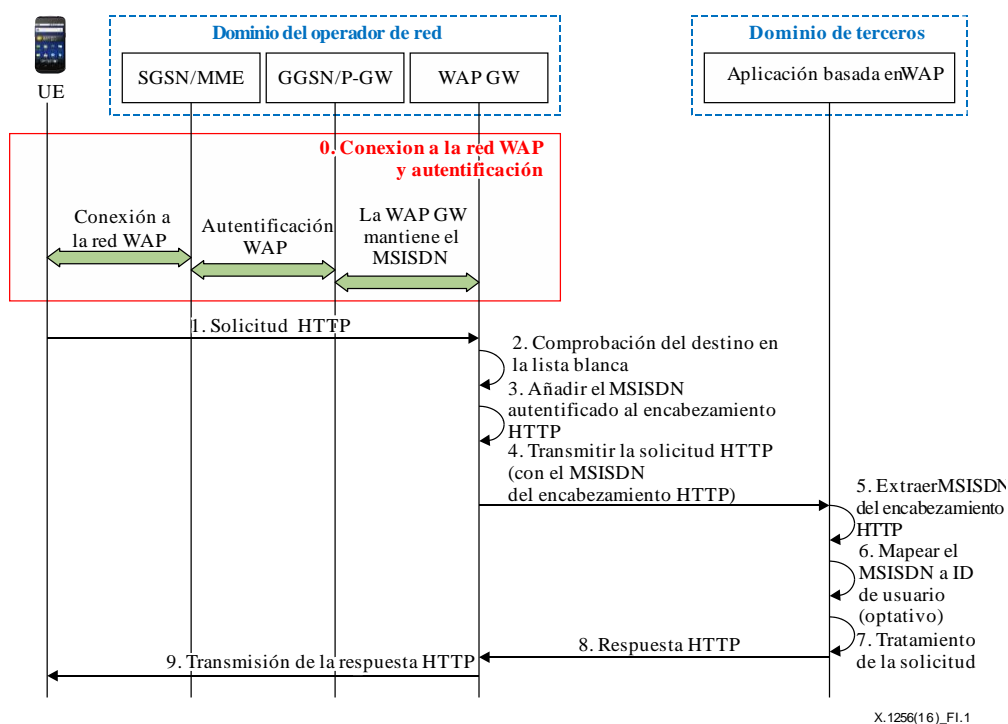 Dominio del operador de red
Dominio de terceros
UE
SGSN/MME
GGSN/P-GW
WAP GW
Aplicación basada enWAP
0. Conexion a la red WAP
y autentificación
Conexión a
la red WAP
Autentificación
WAP
La WAP GW
mantiene el
MSISDN
1. Solicitud HTTP
2. Comprobación del destino en
la lista blanca
3. Añadir el MSISDN
autentificado al encabezamiento
HTTP
4. Transmitir la solicitud HTTP
(con el MSISDN
del encabezamiento HTTP)
5. ExtraerMSISDN
del encabezamiento
HTTP
6. Mapear el
MSISDN a ID
de usuario
(optativo)
7. Tratamiento
de la solicitud
8. Respuesta HTTP
9. Transmisión de la respuesta HTTP
X.1256(16)_FI.1